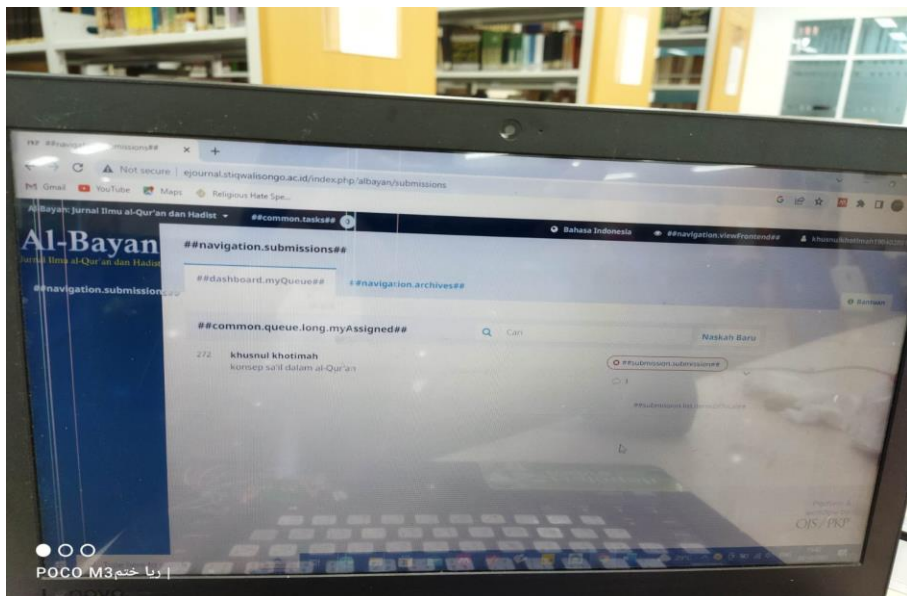 ##navigation.submissions##
Not secure | ejournal.stiqwalisongo.ac.id/index.php/albayan/submissions
Gmail YouTube Maps Religious Hate Spe...
Al-Bayan: Jurnal Ilmu al-Qur'an dan Hadist ##common.tasks##
Bahasa Indonesia ##navigation.viewFrontend##
Al-Bayan
Jurnal Ilmu al-Qur'an dan Hadist
##navigation.submissions##
##navigation.submissions
##dashboard.myQueue## ##navigation.archives##
Bantuan
##common.queue.long.myAssigned## Cari Naskah Baru
272 khusnul khotimah ##submission.submission##
konsep sa'il dalam al-Qur'an
3
OJS / PKP
POCO M3 | ربا ختم